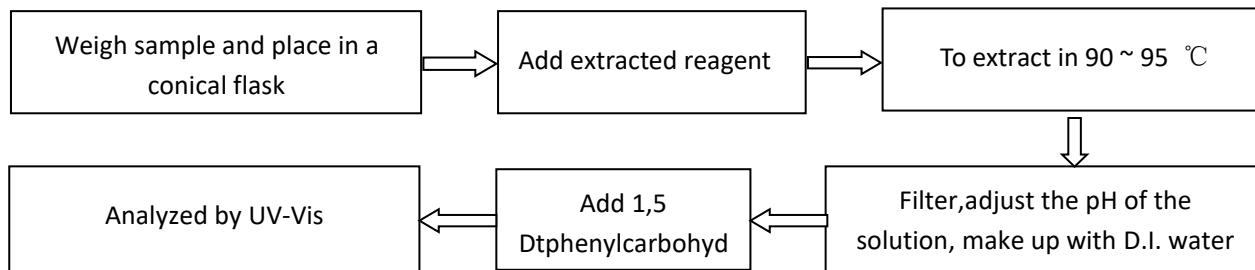 Weigh sample and place in a
conical flask
Add extracted reagent
To extract in 90 ~ 95 ℃
Filter,adjust the pH of the
solution, make up with D.I. water
Add 1,5
Dtphenylcarbohyd
Analyzed by UV-Vis